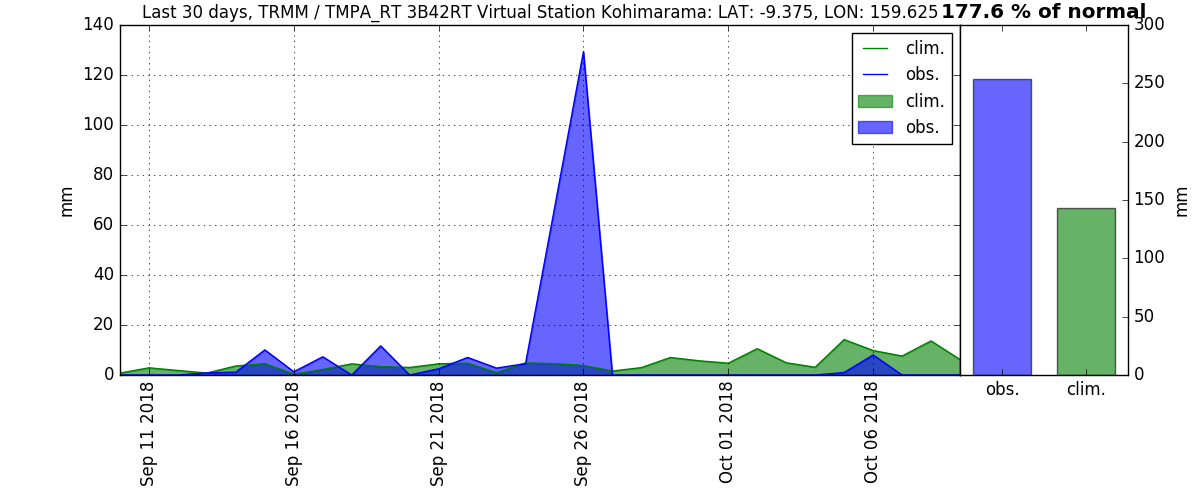 Last 30 days, TRMM / TMPA_RT 3B42RT Virtual Station Kohimarama: LAT: -9.375, LON: 159.625 177.6 % of normal
140
120
100
80
60
40
20
0
mm
clim.
obs.
clim.
obs.
300
250
200
150
100
50
0
mm
obs. clim.
Sep 11 2018
Sep 16 2018
Sep 21 2018
Sep 26 2018
Oct 01 2018
Oct 06 2018